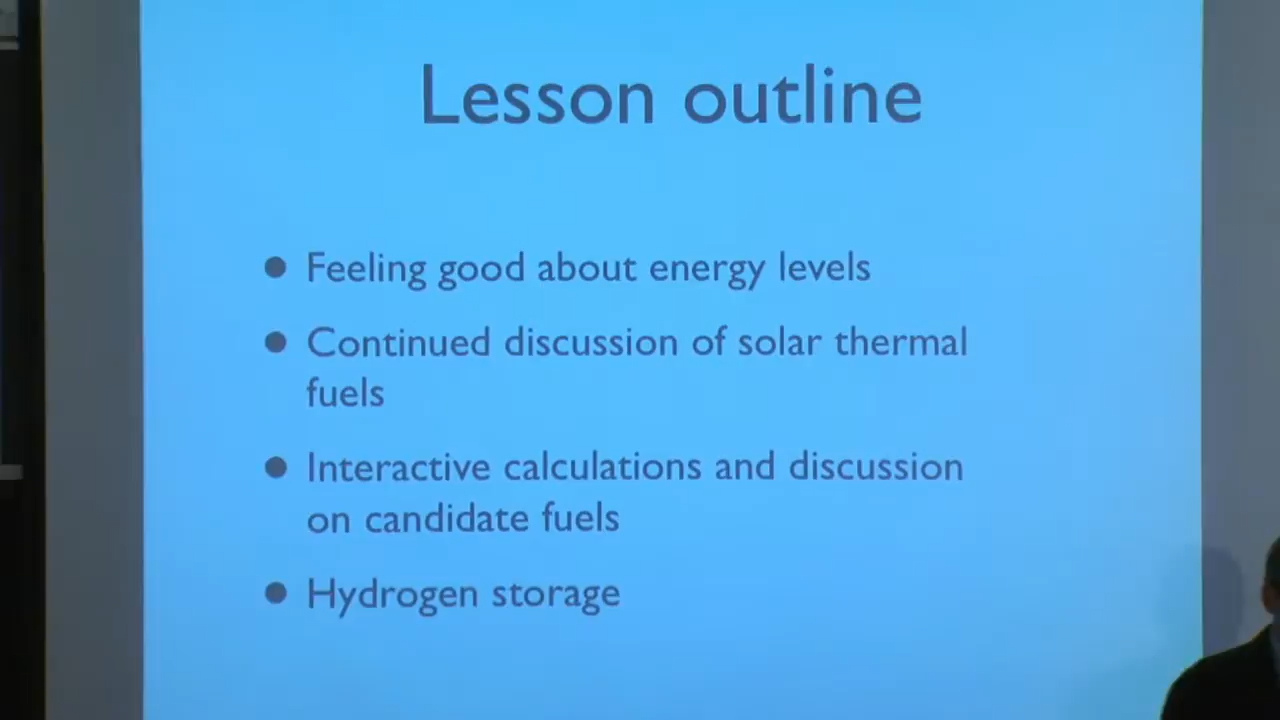 Lesson outline
● Feeling good about energy levels
● Continued discussion of solar thermal
fuels
● Interactive calculations and discussion
on candidate fuels
● Hydrogen storage